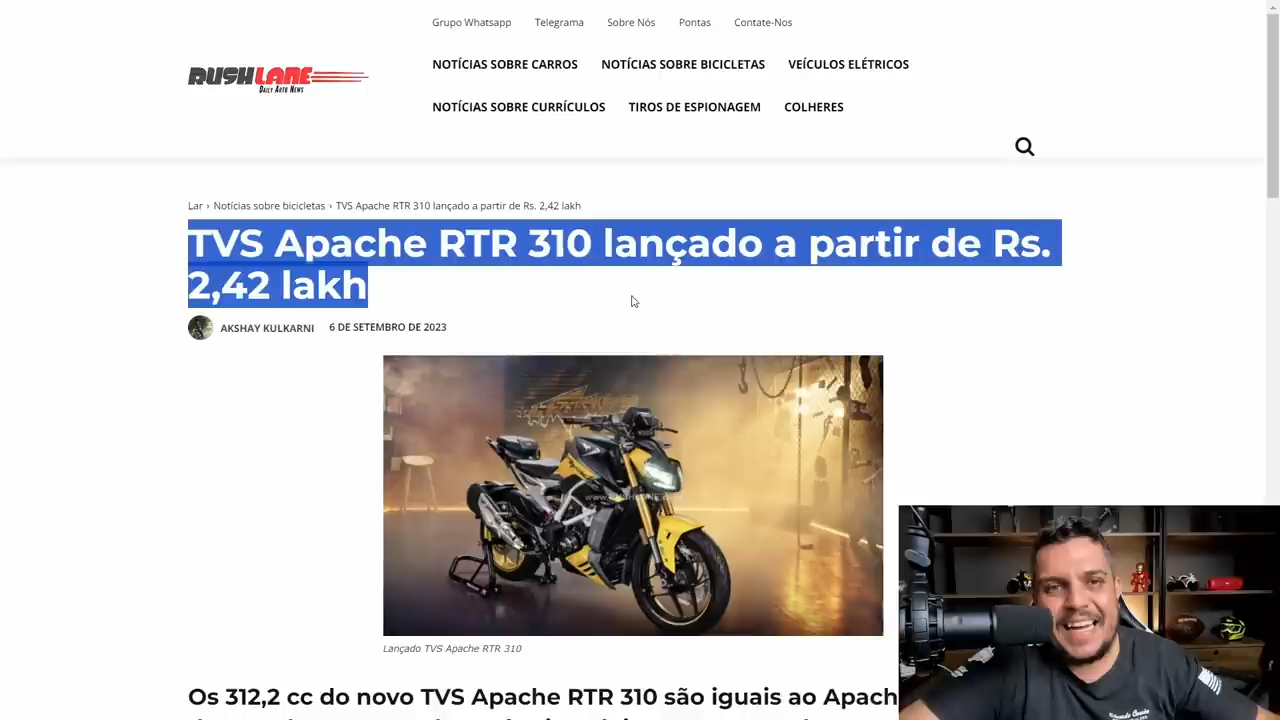 Grupo Whatsapp Telegrama Sobre Nós Pontas Contate-Nos
RUSHLANE
Daily Auto News
NOTÍCIAS SOBRE CARROS NOTÍCIAS SOBRE BICICLETAS VEÍCULOS ELÉTRICOS
NOTÍCIAS SOBRE CURRÍCULOS TIROS DE ESPIONAGEM COLHERES
Lar › Notícias sobre bicicletas › TVS Apache RTR 310 lançado a partir de Rs. 2,42 lakh
TVS Apache RTR 310 lançado a partir de Rs.
2,42 lakh
AKSHAY KULKARNI 6 DE SETEMBRO DE 2023
Lançado TVS Apache RTR 310
Os 312,2 cc do novo TVS Apache RTR 310 são iguais ao Apach